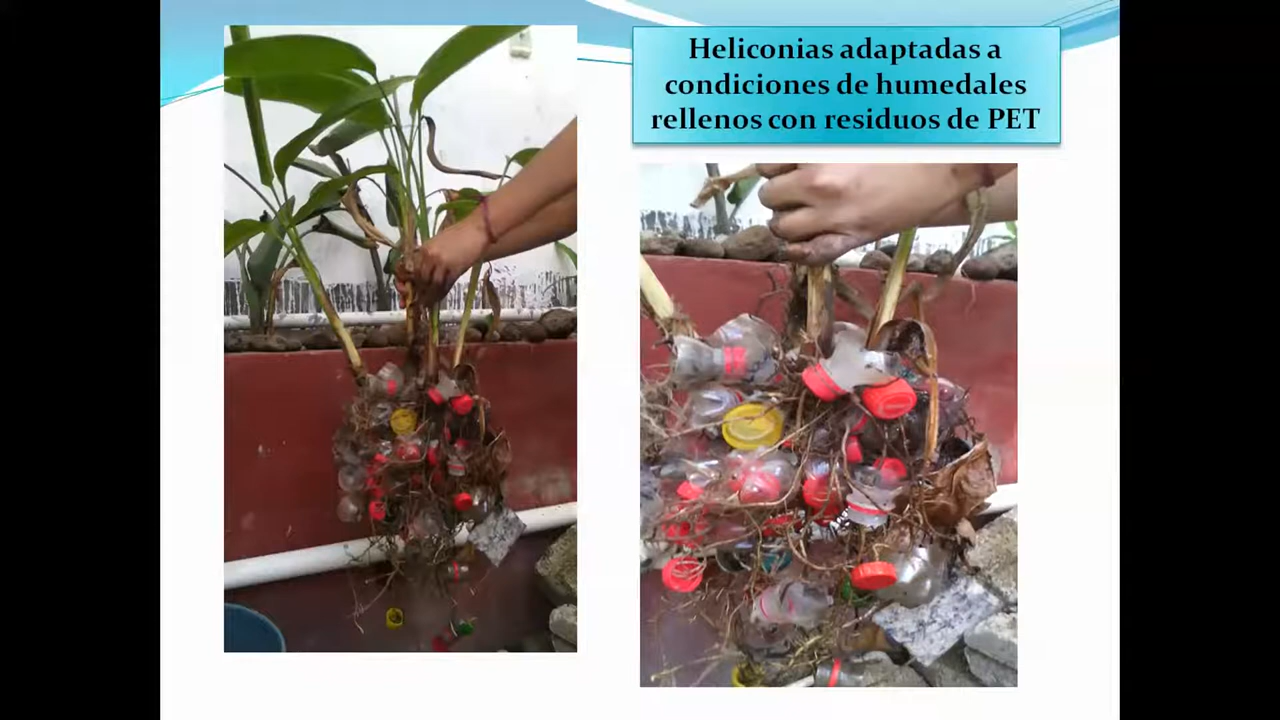 Heliconias adaptadas a
condiciones de humedales
rellenos con residuos de PET